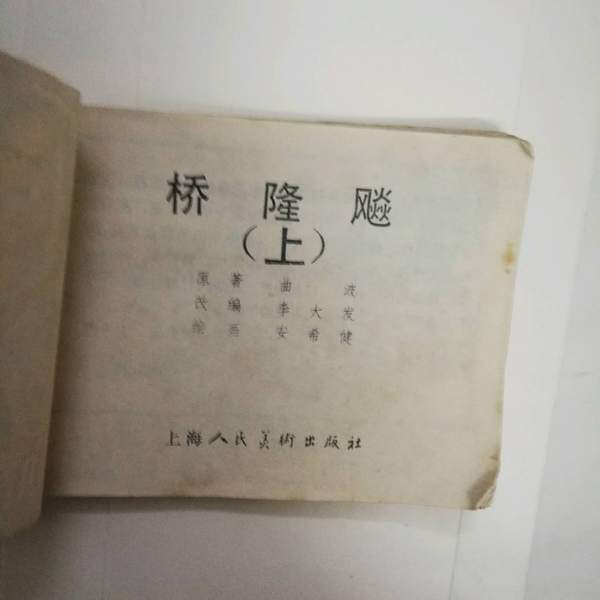 桥隆飚
（上）
原著 曲波
改编 李大发
绘画 安希健
上海人民美術出版社